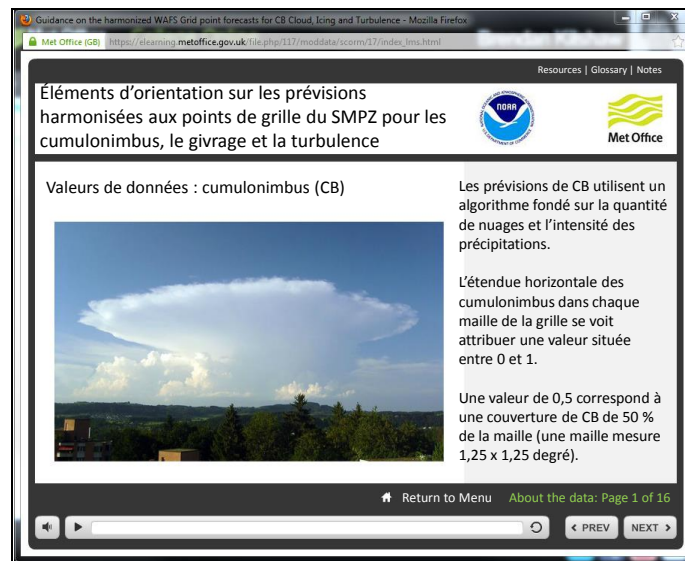 Guidance on the harmonized WAFS Grid point forecasts for CB Cloud, Icing and Turbulence - Mozilla Firefox
Met Office (GB) https://elearning.metoffice.gov.uk/file.php/117/moddata/scorm/17/index_lms.html
Resources | Glossary | Notes
Éléments d’orientation sur les prévisions
harmonisées aux points de grille du SMPZ pour les
cumulonimbus, le givrage et la turbulence
NOAA
Met Office
Valeurs de données : cumulonimbus (CB)
Les prévisions de CB utilisent un
algorithme fondé sur la quantité
de nuages et l’intensité des
précipitations.
L’étendue horizontale des
cumulonimbus dans chaque
maille de la grille se voit
attribuer une valeur située
entre 0 et 1.
Une valeur de 0,5 correspond à
une couverture de CB de 50 %
de la maille (une maille mesure
1,25 x 1,25 degré).
Return to Menu About the data: Page 1 of 16
PREV NEXT